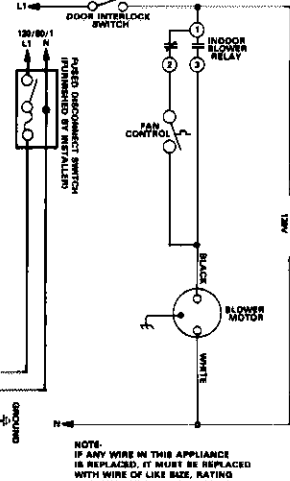 L1
DOOR INTERLOCK
SWITCH
120/60/1
L1 N
FUSED DISCONNECT SWITCH
(FURNISHED BY INSTALLER)
1
INDOOR
BLOWER
RELAY
2
3
FAN
CONTROL
120V
BLACK
BLOWER
MOTOR
WHITE
GROUND
N
NOTE-
IF ANY WIRE IN THIS APPLIANCE
IS REPLACED, IT MUST BE REPLACED
WITH WIRE OF LIKE SIZE, RATING